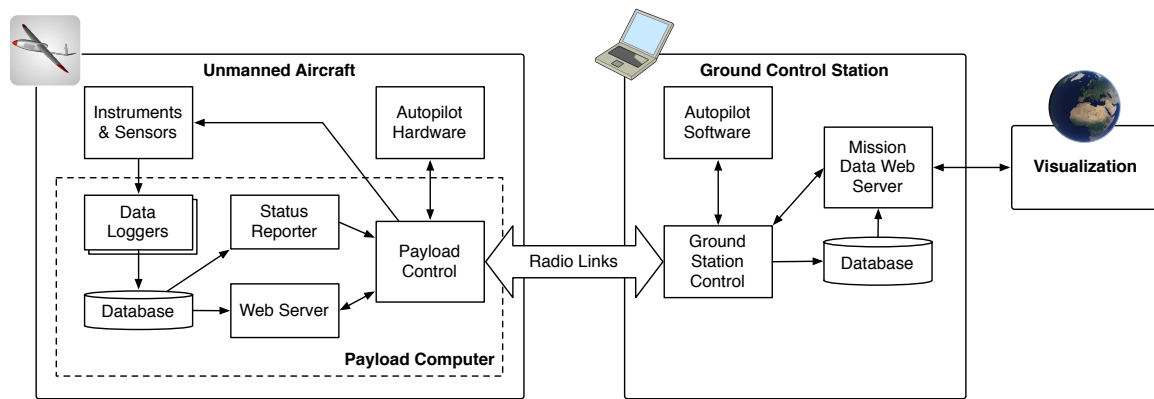 Unmanned Aircraft
Instruments
& Sensors
Autopilot
Hardware
Data
Loggers
Status
Reporter
Payload
Control
Database
Web Server
Payload Computer
Radio Links
Ground Control Station
Autopilot
Software
Mission
Data Web
Server
Ground
Station
Control
Database
Visualization